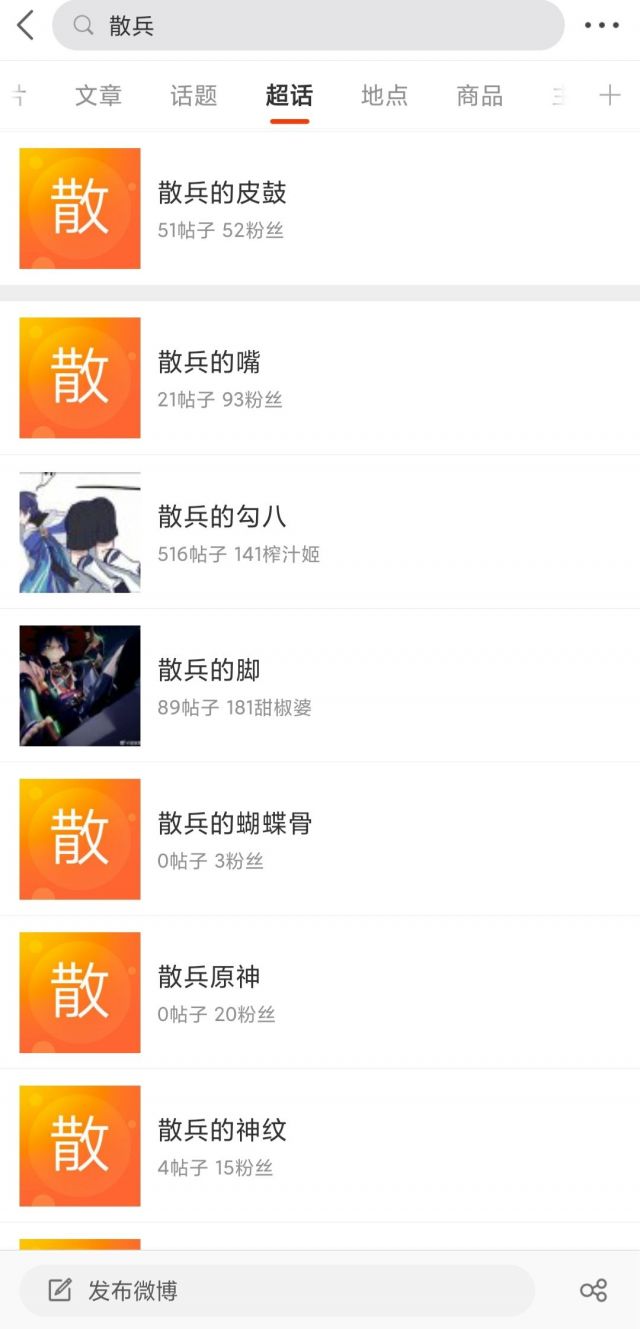 散兵
文章 话题 超话 地点 商品
散
散兵的皮鼓
51帖子 52粉丝
散
散兵的嘴
21帖子 93粉丝
散兵的勾八
516帖子 141榨汁姬
散兵的脚
89帖子 181甜椒婆
散
散兵的蝴蝶骨
0帖子 3粉丝
散
散兵原神
0帖子 20粉丝
散
散兵的神纹
4帖子 15粉丝
发布微博